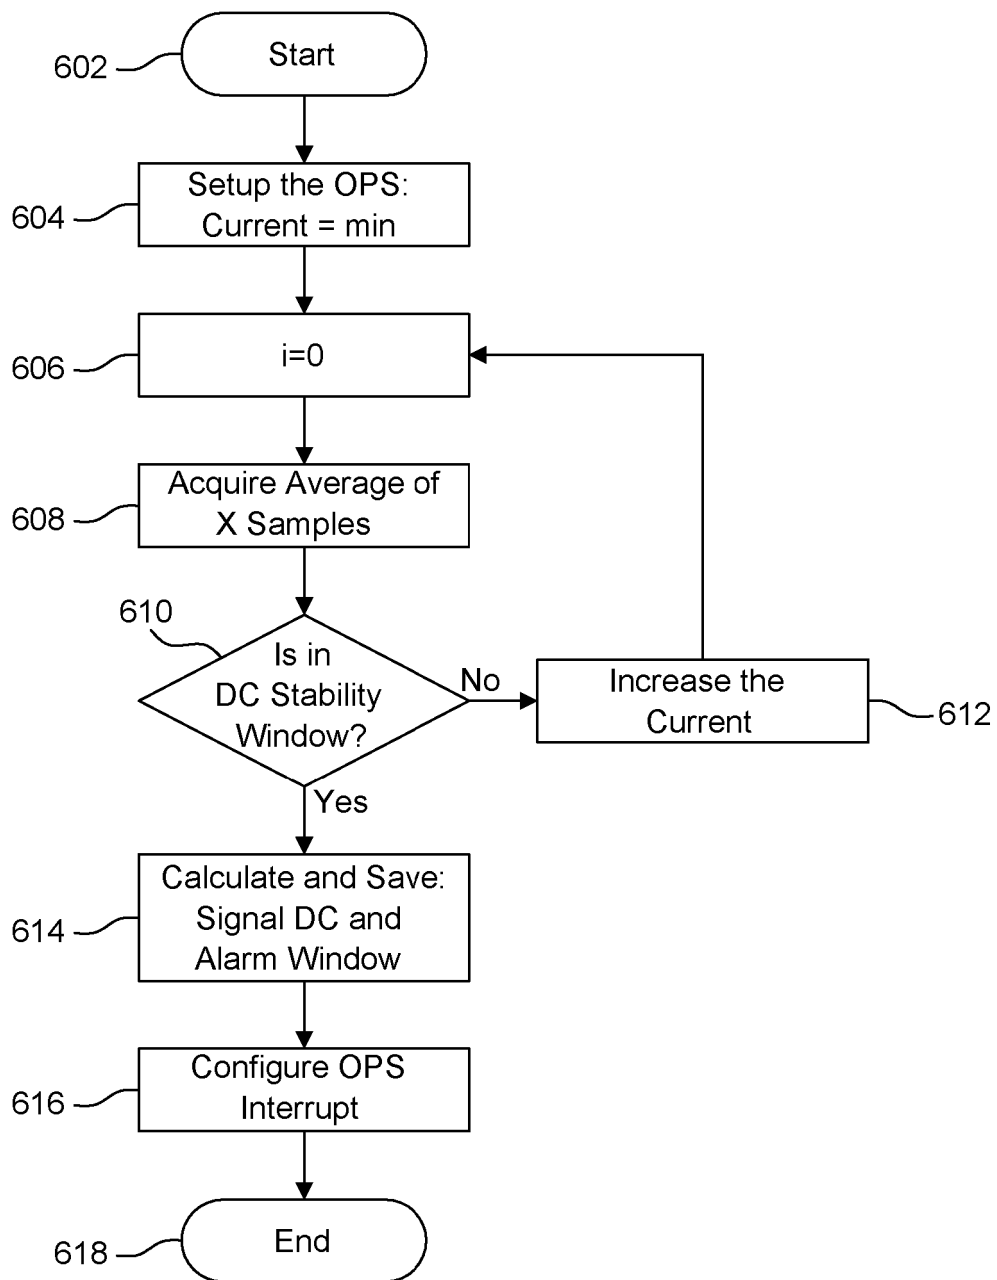 602
Start
604
Setup the OPS:
Current = min
606
i=0
608
Acquire Average of
X Samples
610
Is in
DC Stability
Window?
No
Increase the
Current
612
Yes
614
Calculate and Save:
Signal DC and
Alarm Window
616
Configure OPS
Interrupt
618
End